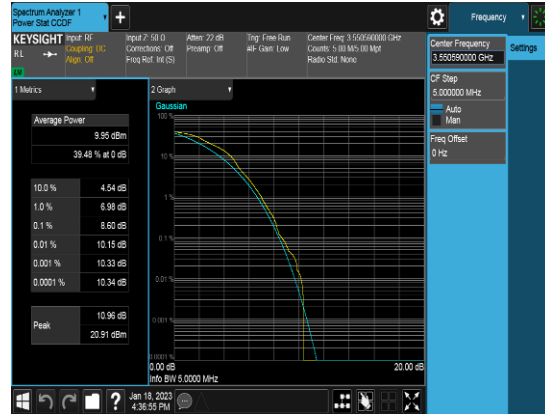 Spectrum Analyzer 1
Power Stat CCDF
+
Frequency
KEYSIGHT
RL
Input: RF
Coupling: DC
Align: Off
Input Z: 50 Ω
Corrections: Off
Freq Ref: Int (S)
Atten: 22 dB
Preamp: Off
Trig: Free Run
#IF Gain: Low
Center Freq: 3.550590000 GHz
Counts: 5.00 M/5.00 Mpt
Radio Std: None
1 Metrics
2 Graph
Average Power
9.95 dBm
39.48 % at 0 dB
10.0 % 4.54 dB
1.0 % 6.98 dB
0.1 % 8.60 dB
0.01 % 10.15 dB
0.001 % 10.33 dB
0.0001 % 10.34 dB
Peak
10.96 dB
20.91 dBm
Gaussian
100 %
10 %
1 %
0.1 %
0.01 %
0.001 %
0.0001 %
0.00 dB
20.00 dB
Info BW 5.0000 MHz
Center Frequency
3.550590000 GHz
Settings
CF Step
5.000000 MHz
Auto
Man
Freq Offset
0 Hz
?
Jan 18, 2023
4:36:55 PM